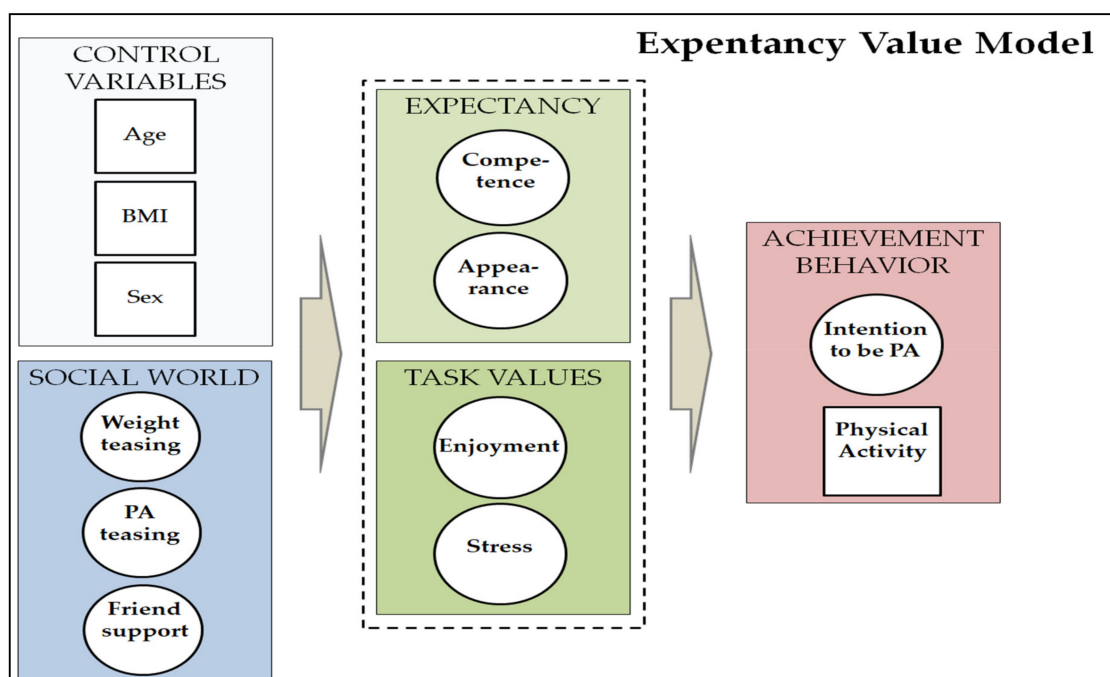 Expentancy Value Model
CONTROL
VARIABLES
Age
BMI
Sex
SOCIAL WORLD
Weight
teasing
PA
teasing
Friend
support
EXPECTANCY
Compe-
tence
Appea-
rance
TASK VALUES
Enjoyment
Stress
ACHIEVEMENT
BEHAVIOR
Intention
to be PA
Physical
Activity